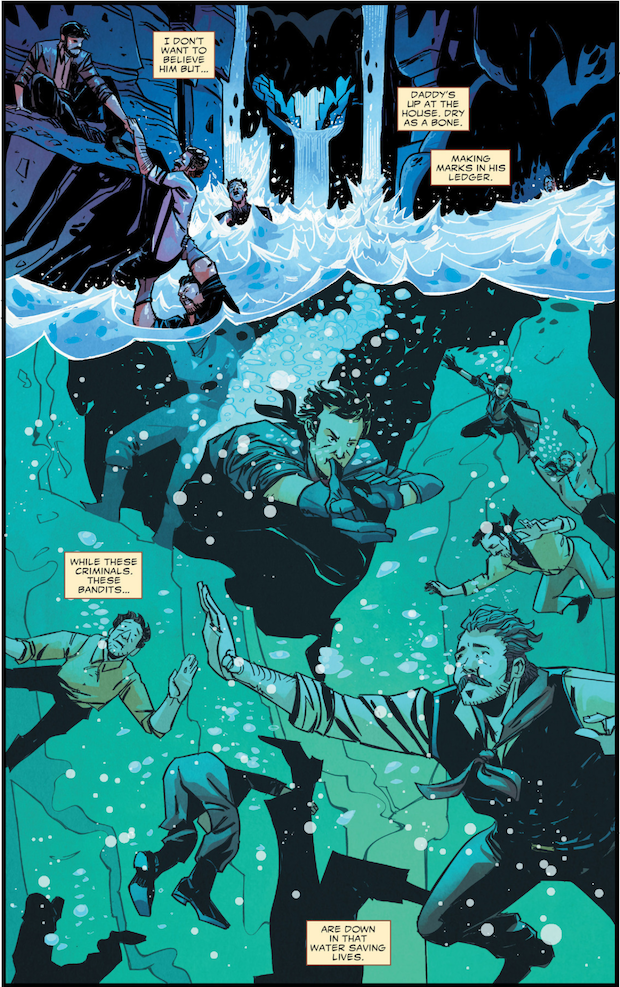 I DON'T
WANT TO
BELIEVE
HIM BUT...
DADDY'S
UP AT THE
HOUSE. DRY
AS A BONE.
MAKING
MARKS IN HIS
LEDGER.
WHILE THESE
CRIMINALS.
THESE
BANDITS...
ARE DOWN
IN THAT
WATER SAVING
LIVES.